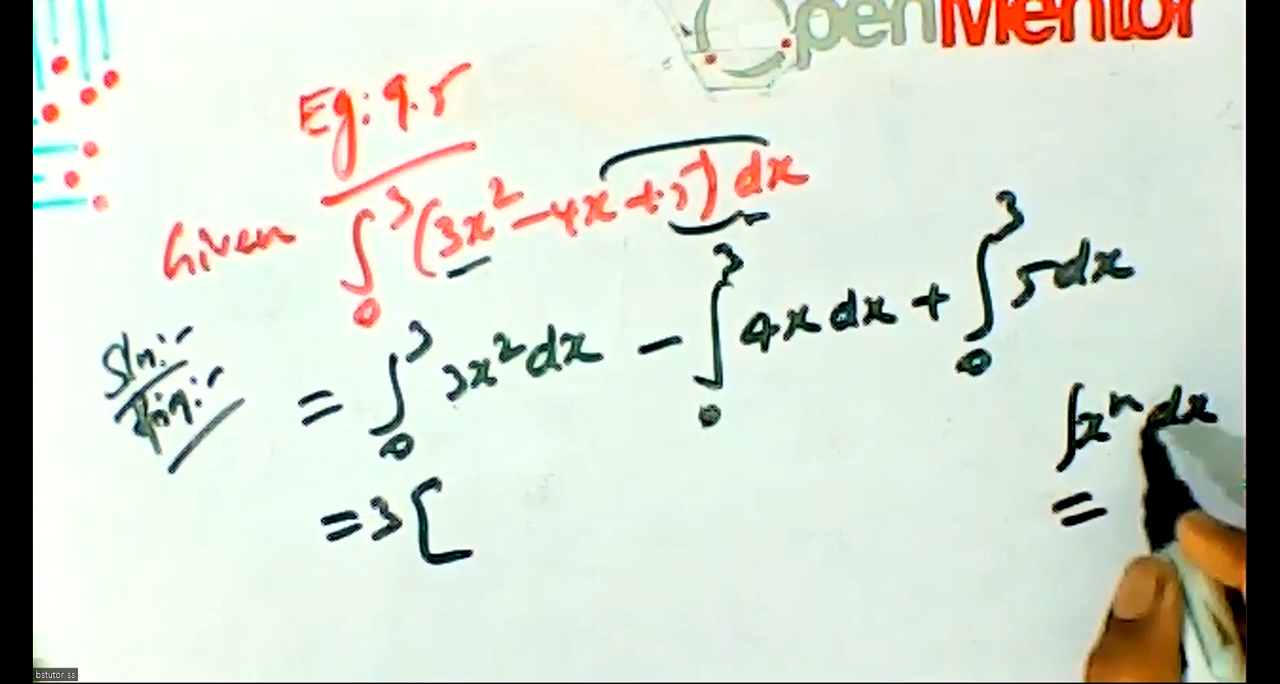 OpenMentor
Eg: 9.5
Given ∫₀³ (3x² - 4x + 5) dx
Sln:-
= ∫₀³ 3x² dx - ∫₀³ 4x dx + ∫₀³ 5 dx
∫xⁿ dx
= 3 [
=
bstutor ss